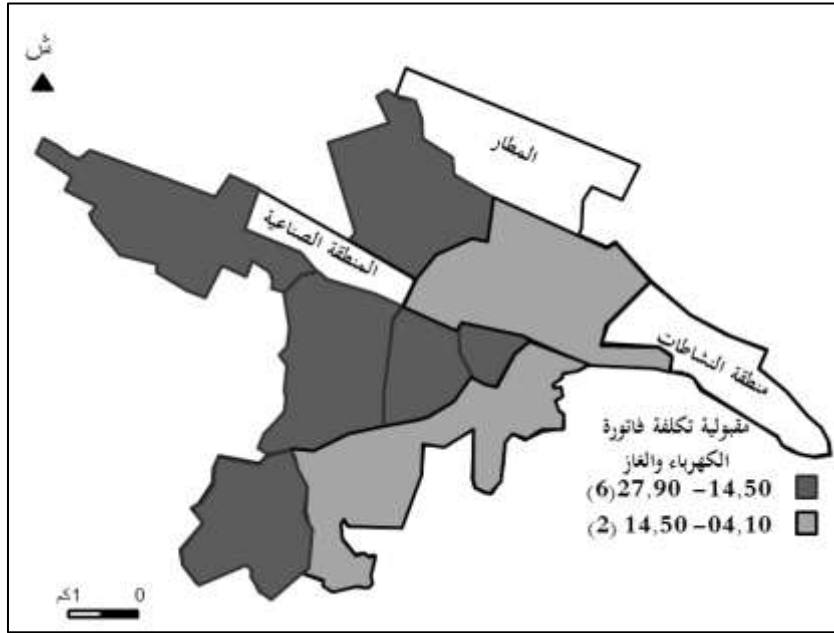 ش
المطار
المنطقة الصناعية
منطقة النشاطات
مقبولية تكلفة فاتورة
الكهرباء والغاز
14,50– 27,90(6)
04,10–14,50 (2)
0 1كم